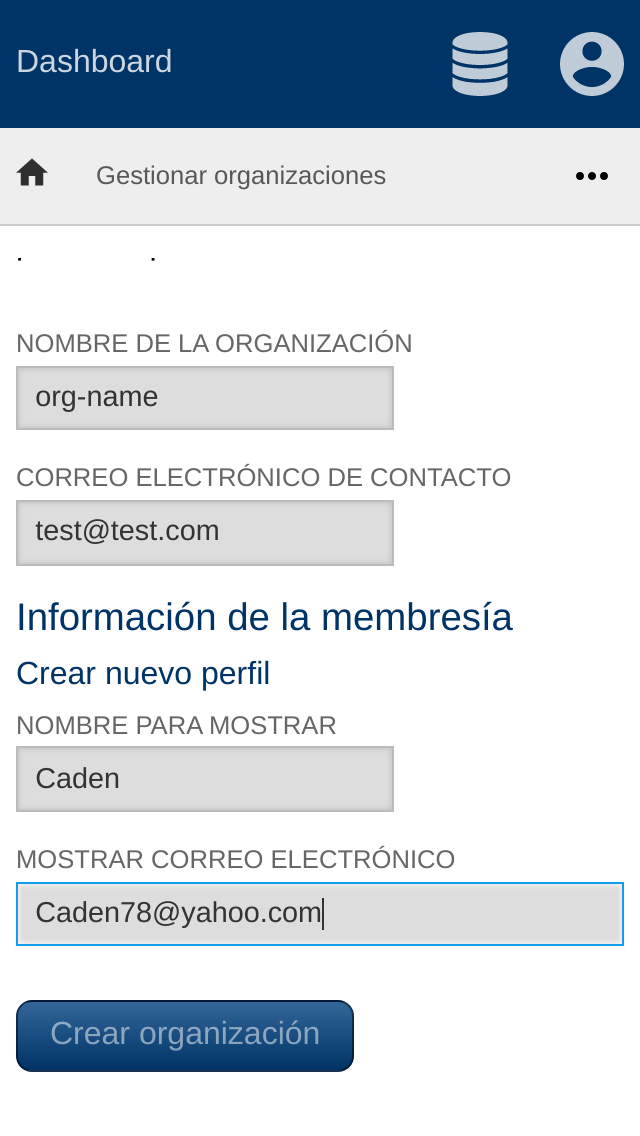 Dashboard
Gestionar organizaciones
NOMBRE DE LA ORGANIZACIÓN
org-name
CORREO ELECTRÓNICO DE CONTACTO
test@test.com
Información de la membresía
Crear nuevo perfil
NOMBRE PARA MOSTRAR
Caden
MOSTRAR CORREO ELECTRÓNICO
Caden78@yahoo.com
Crear organización